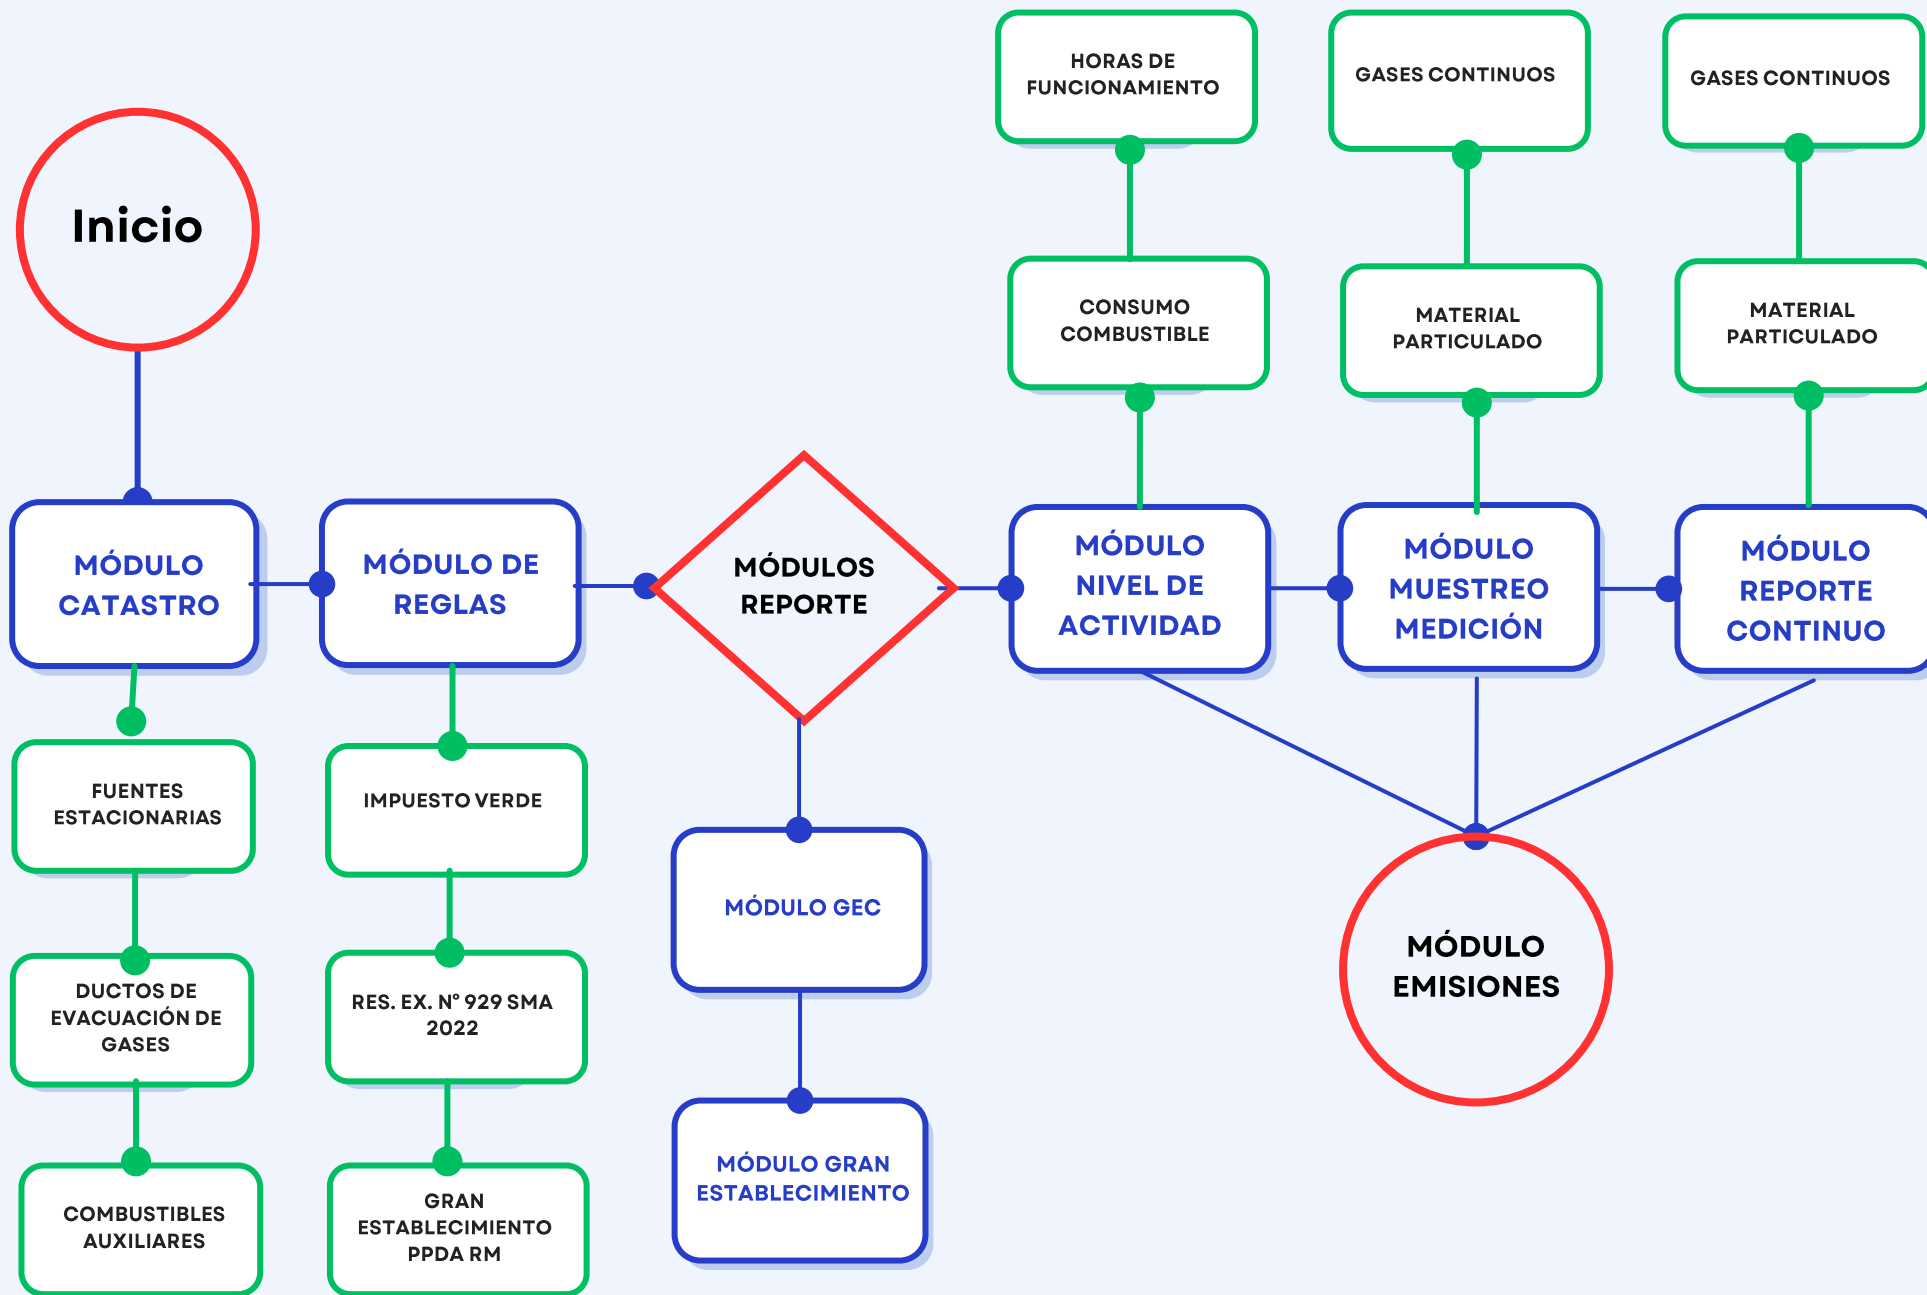 HORAS DE
FUNCIONAMIENTO
GASES CONTINUOS
GASES CONTINUOS
Inicio
CONSUMO
COMBUSTIBLE
MATERIAL
PARTICULADO
MATERIAL
PARTICULADO
MÓDULO
CATASTRO
MÓDULO DE
REGLAS
MÓDULOS
REPORTE
MÓDULO
NIVEL DE
ACTIVIDAD
MÓDULO
MUESTREO
MEDICIÓN
MÓDULO
REPORTE
CONTINUO
FUENTES
ESTACIONARIAS
IMPUESTO VERDE
MÓDULO GEC
MÓDULO
EMISIONES
DUCTOS DE
EVACUACIÓN DE
GASES
RES. EX. N° 929 SMA
2022
MÓDULO GRAN
ESTABLECIMIENTO
COMBUSTIBLES
AUXILIARES
GRAN
ESTABLECIMIENTO
PPDA RM